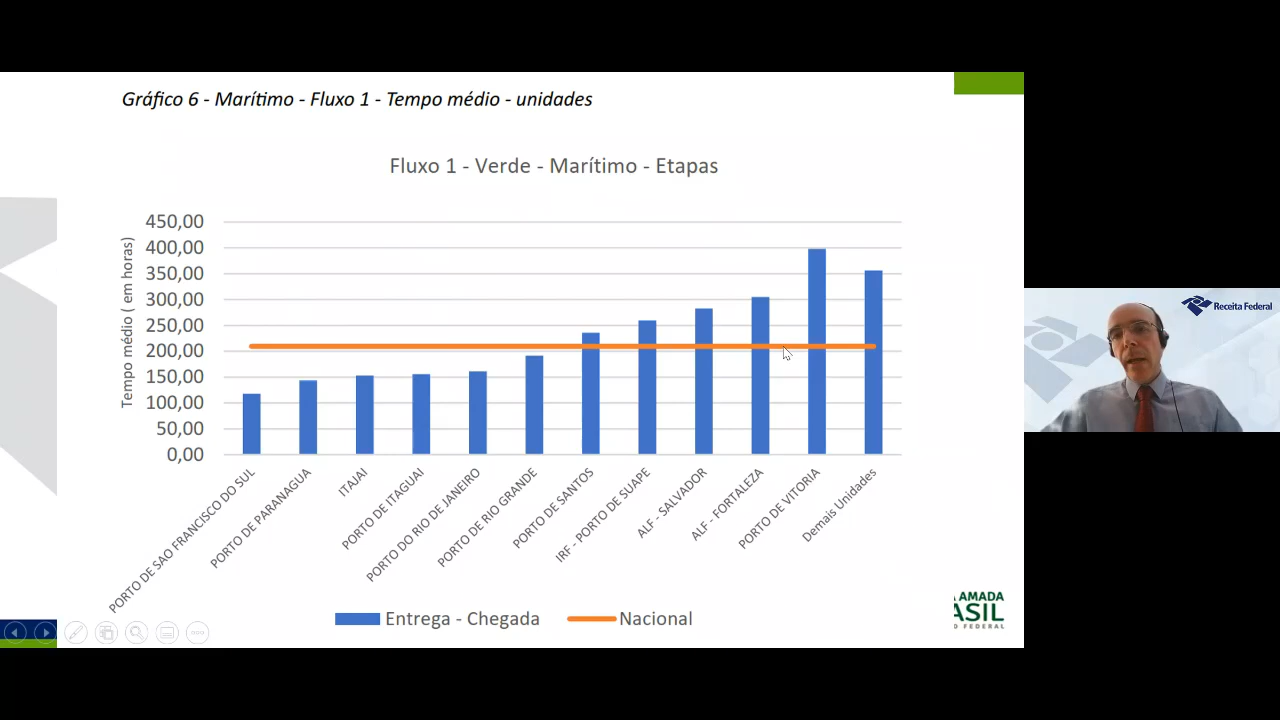 Gráfico 6 - Marítimo - Fluxo 1 - Tempo médio - unidades
Fluxo 1 - Verde - Marítimo - Etapas
Tempo médio ( em horas)
450,00
400,00
350,00
300,00
250,00
200,00
150,00
100,00
50,00
0,00
PORTO DE SAO FRANCISCO DO SUL
PORTO DE PARANAGUA
ITAJAI
PORTO DE ITAGUAI
PORTO DO RIO DE JANEIRO
PORTO DE RIO GRANDE
PORTO DE SANTOS
IRF - PORTO DE SUAPE
ALF - SALVADOR
ALF - FORTALEZA
PORTO DE VITORIA
Demais Unidades
Entrega - Chegada
Nacional
AMADA
ASIL
FEDERAL
Receita Federal